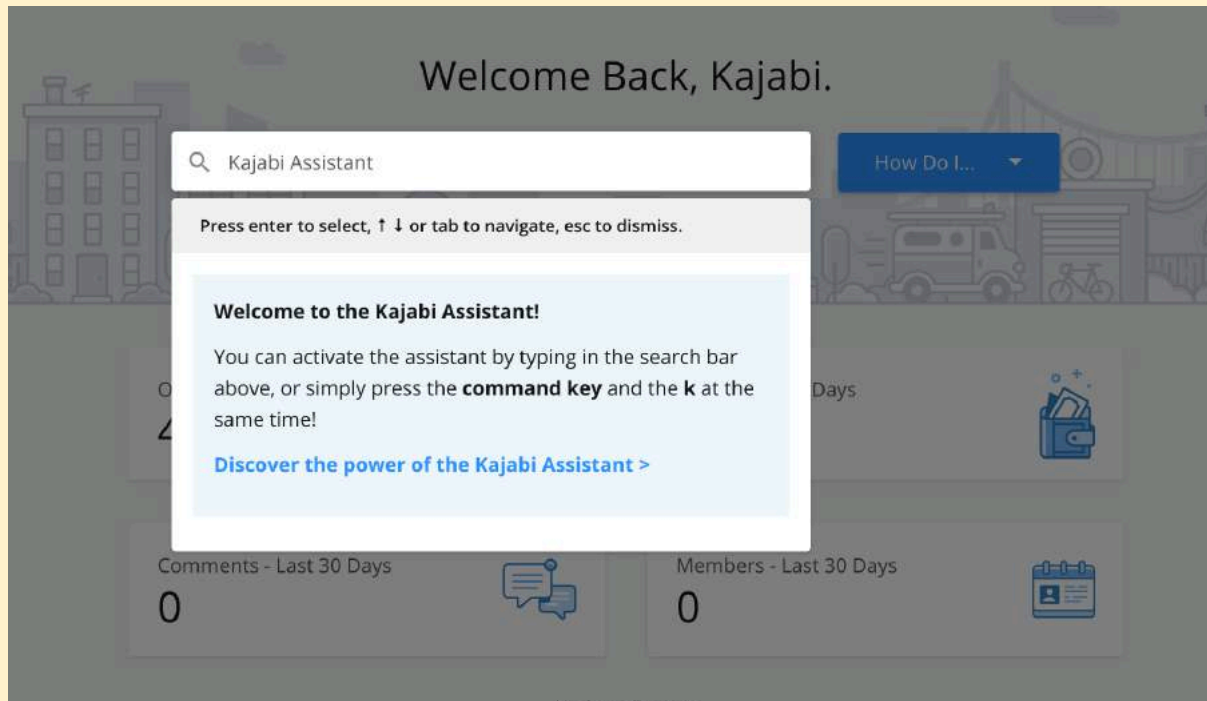 Welcome Back, Kajabi.
Kajabi Assistant
How Do I...
Press enter to select, ↑ ↓ or tab to navigate, esc to dismiss.
Welcome to the Kajabi Assistant!
You can activate the assistant by typing in the search bar
above, or simply press the command key and the k at the
same time!
Discover the power of the Kajabi Assistant >
Days
Comments - Last 30 Days
0
Members - Last 30 Days
0